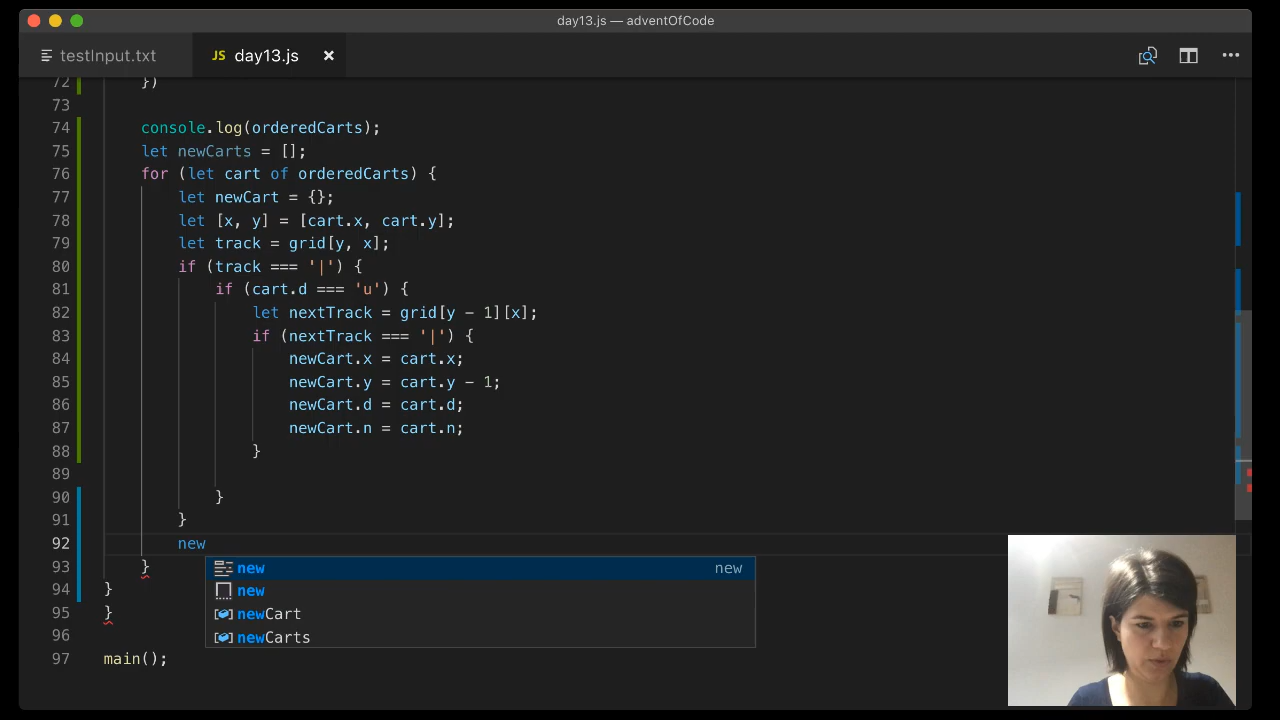 day13.js — adventOfCode
testInput.txt
JS day13.js
72 })
73
74 console.log(orderedCarts);
75 let newCarts = [];
76 for (let cart of orderedCarts) {
77 let newCart = {};
78 let [x, y] = [cart.x, cart.y];
79 let track = grid[y, x];
80 if (track === '|') {
81 if (cart.d === 'u') {
82 let nextTrack = grid[y - 1][x];
83 if (nextTrack === '|') {
84 newCart.x = cart.x;
85 newCart.y = cart.y - 1;
86 newCart.d = cart.d;
87 newCart.n = cart.n;
88 }
89
90 }
91 }
92 new
93 }
new new
new
newCart
newCarts
94 }
95 }
96
97 main();